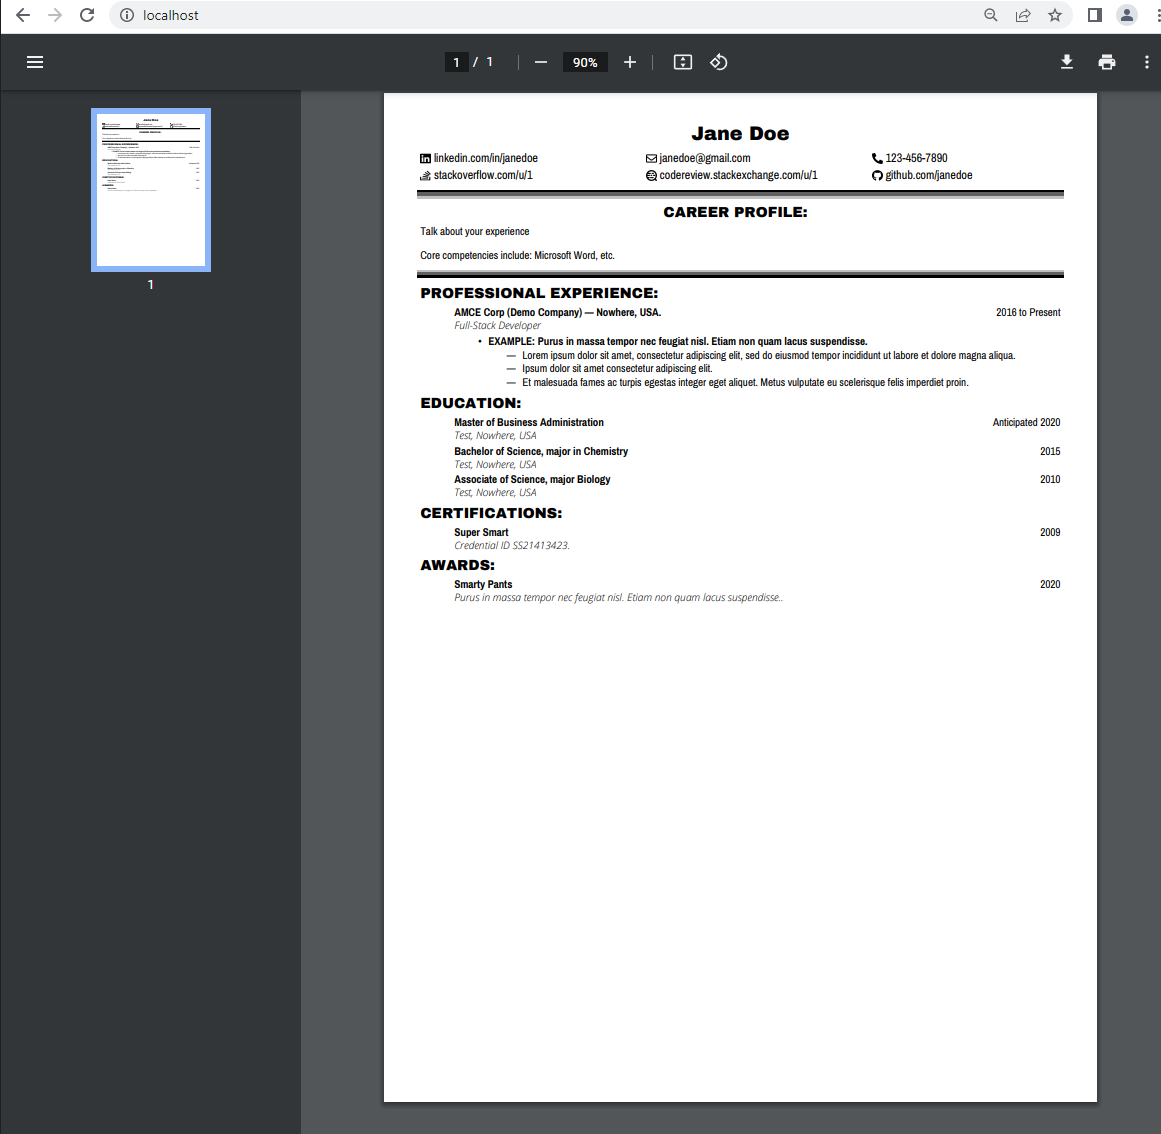 localhost
1 / 1
90%
1
Jane Doe
linkedin.com/in/janedoe janedoe@gmail.com 123-456-7890
stackoverflow.com/u/1 codereview.stackexchange.com/u/1 github.com/janedoe
CAREER PROFILE:
Talk about your experience
Core competencies include: Microsoft Word, etc.
PROFESSIONAL EXPERIENCE:
AMCE Corp (Demo Company) — Nowhere, USA. 2016 to Present
Full-Stack Developer
• EXAMPLE: Purus in massa tempor nec feugiat nisl. Etiam non quam lacus suspendisse.
— Lorem ipsum dolor sit amet, consectetur adipiscing elit, sed do eiusmod tempor incididunt ut labore et dolore magna aliqua.
— Ipsum dolor sit amet consectetur adipiscing elit.
— Et malesuada fames ac turpis egestas integer eget aliquet. Metus vulputate eu scelerisque felis imperdiet proin.
EDUCATION:
Master of Business Administration Anticipated 2020
Test, Nowhere, USA
Bachelor of Science, major in Chemistry 2015
Test, Nowhere, USA
Associate of Science, major Biology 2010
Test, Nowhere, USA
CERTIFICATIONS:
Super Smart 2009
Credential ID SS21413423.
AWARDS:
Smarty Pants 2020
Purus in massa tempor nec feugiat nisl. Etiam non quam lacus suspendisse..